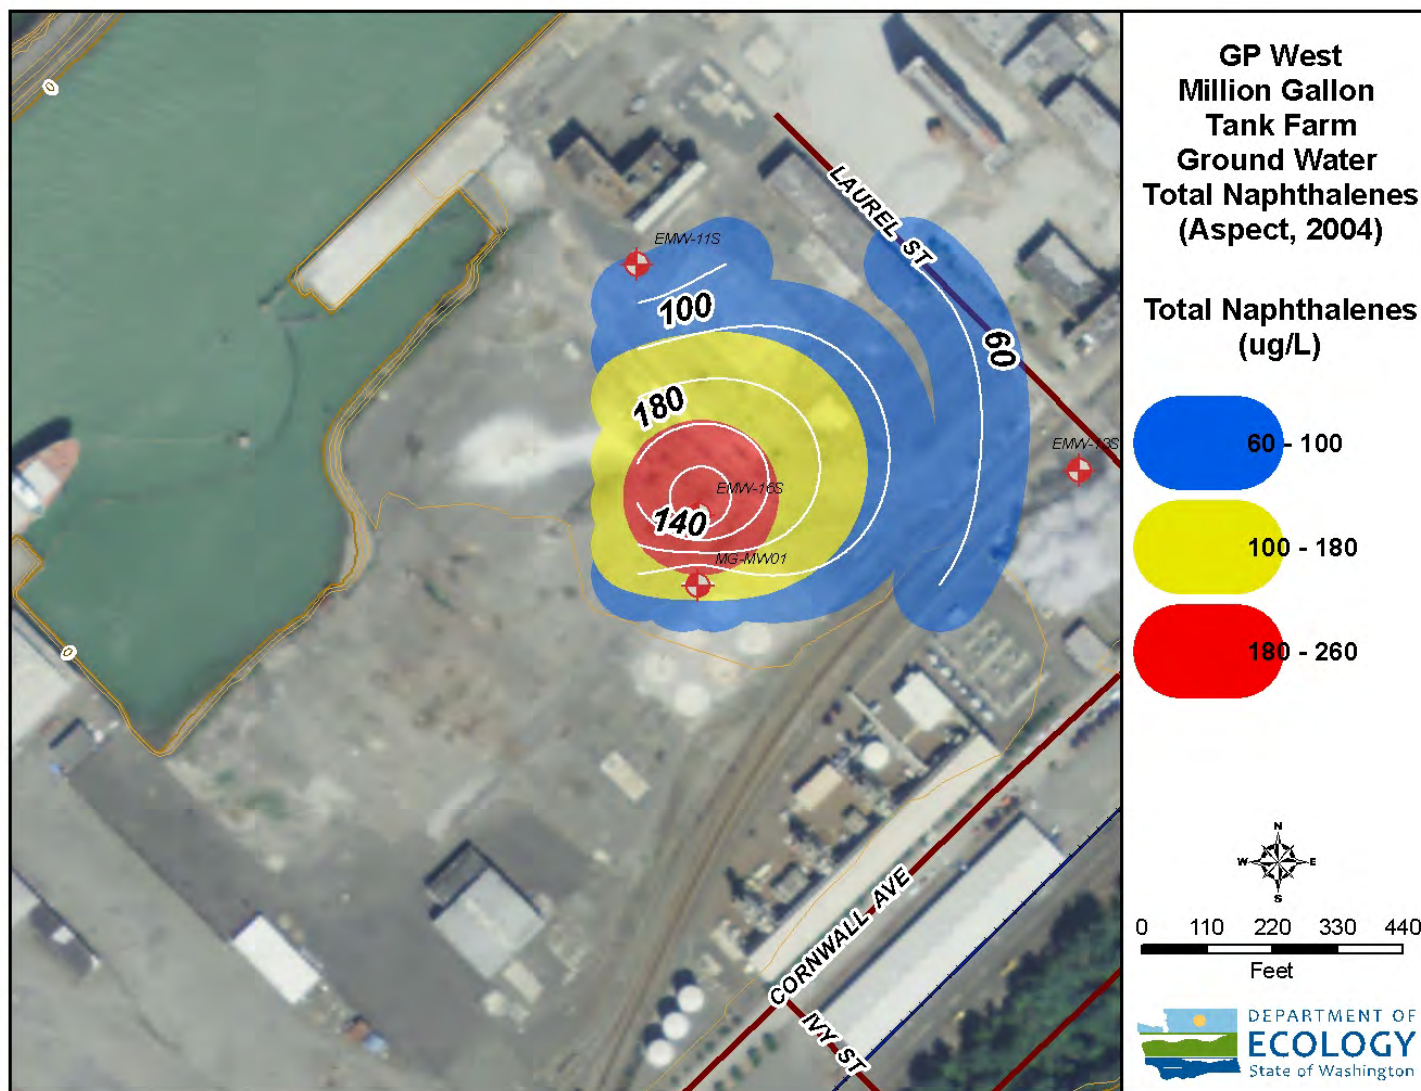 GP West
Million Gallon
Tank Farm
Ground Water
Total Naphthalenes
(Aspect, 2004)
Total Naphthalenes
(ug/L)
60 - 100
100 - 180
180 - 260
N
W E
S
0 110 220 330 440
Feet
DEPARTMENT OF
ECOLOGY
State of Washington
0
LAUREL ST
EMW-11S
100
60
180
EMW-13S
EMW-16S
140
MG-MW01
0
CORNWALL AVE
IVY ST